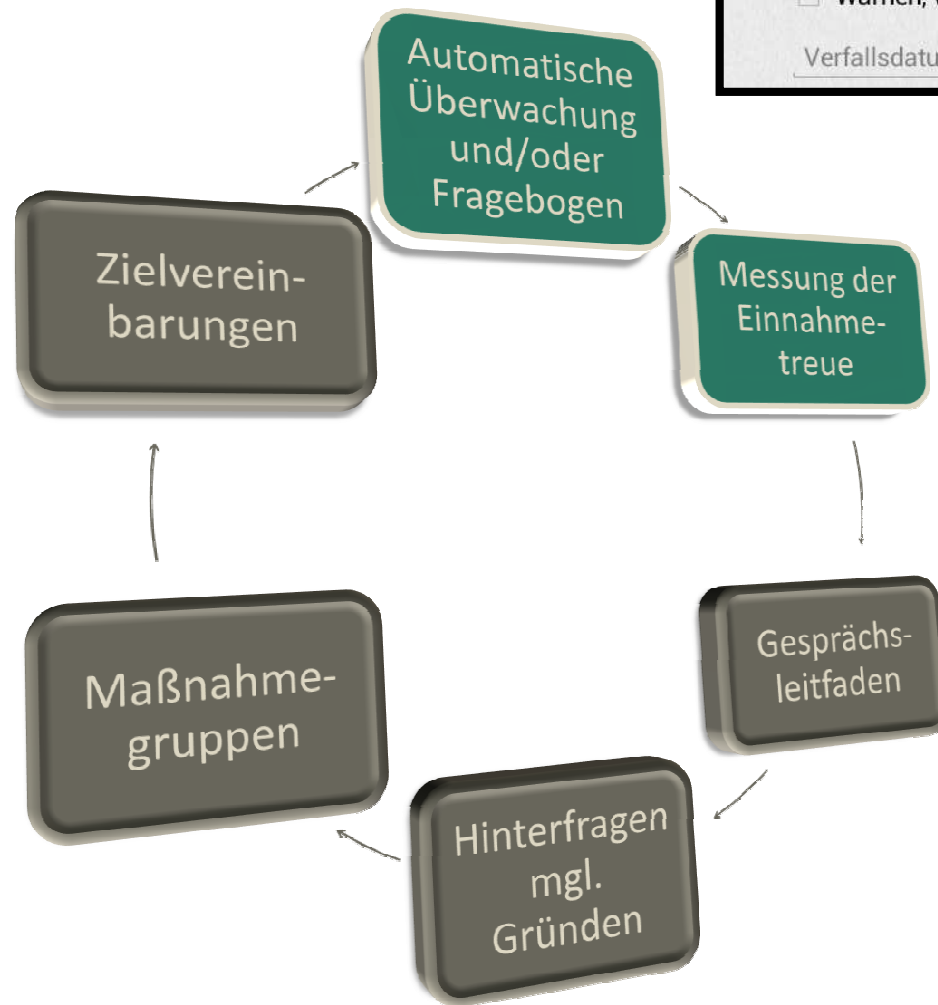 Verfallsdatu
Automatische
Überwachung
und/oder
Fragebogen
Messung der
Einnahme-
treue
Gesprächs-
leitfaden
Hinterfragen
mgl.
Gründen
Maßnahme-
gruppen
Zielverein-
barungen